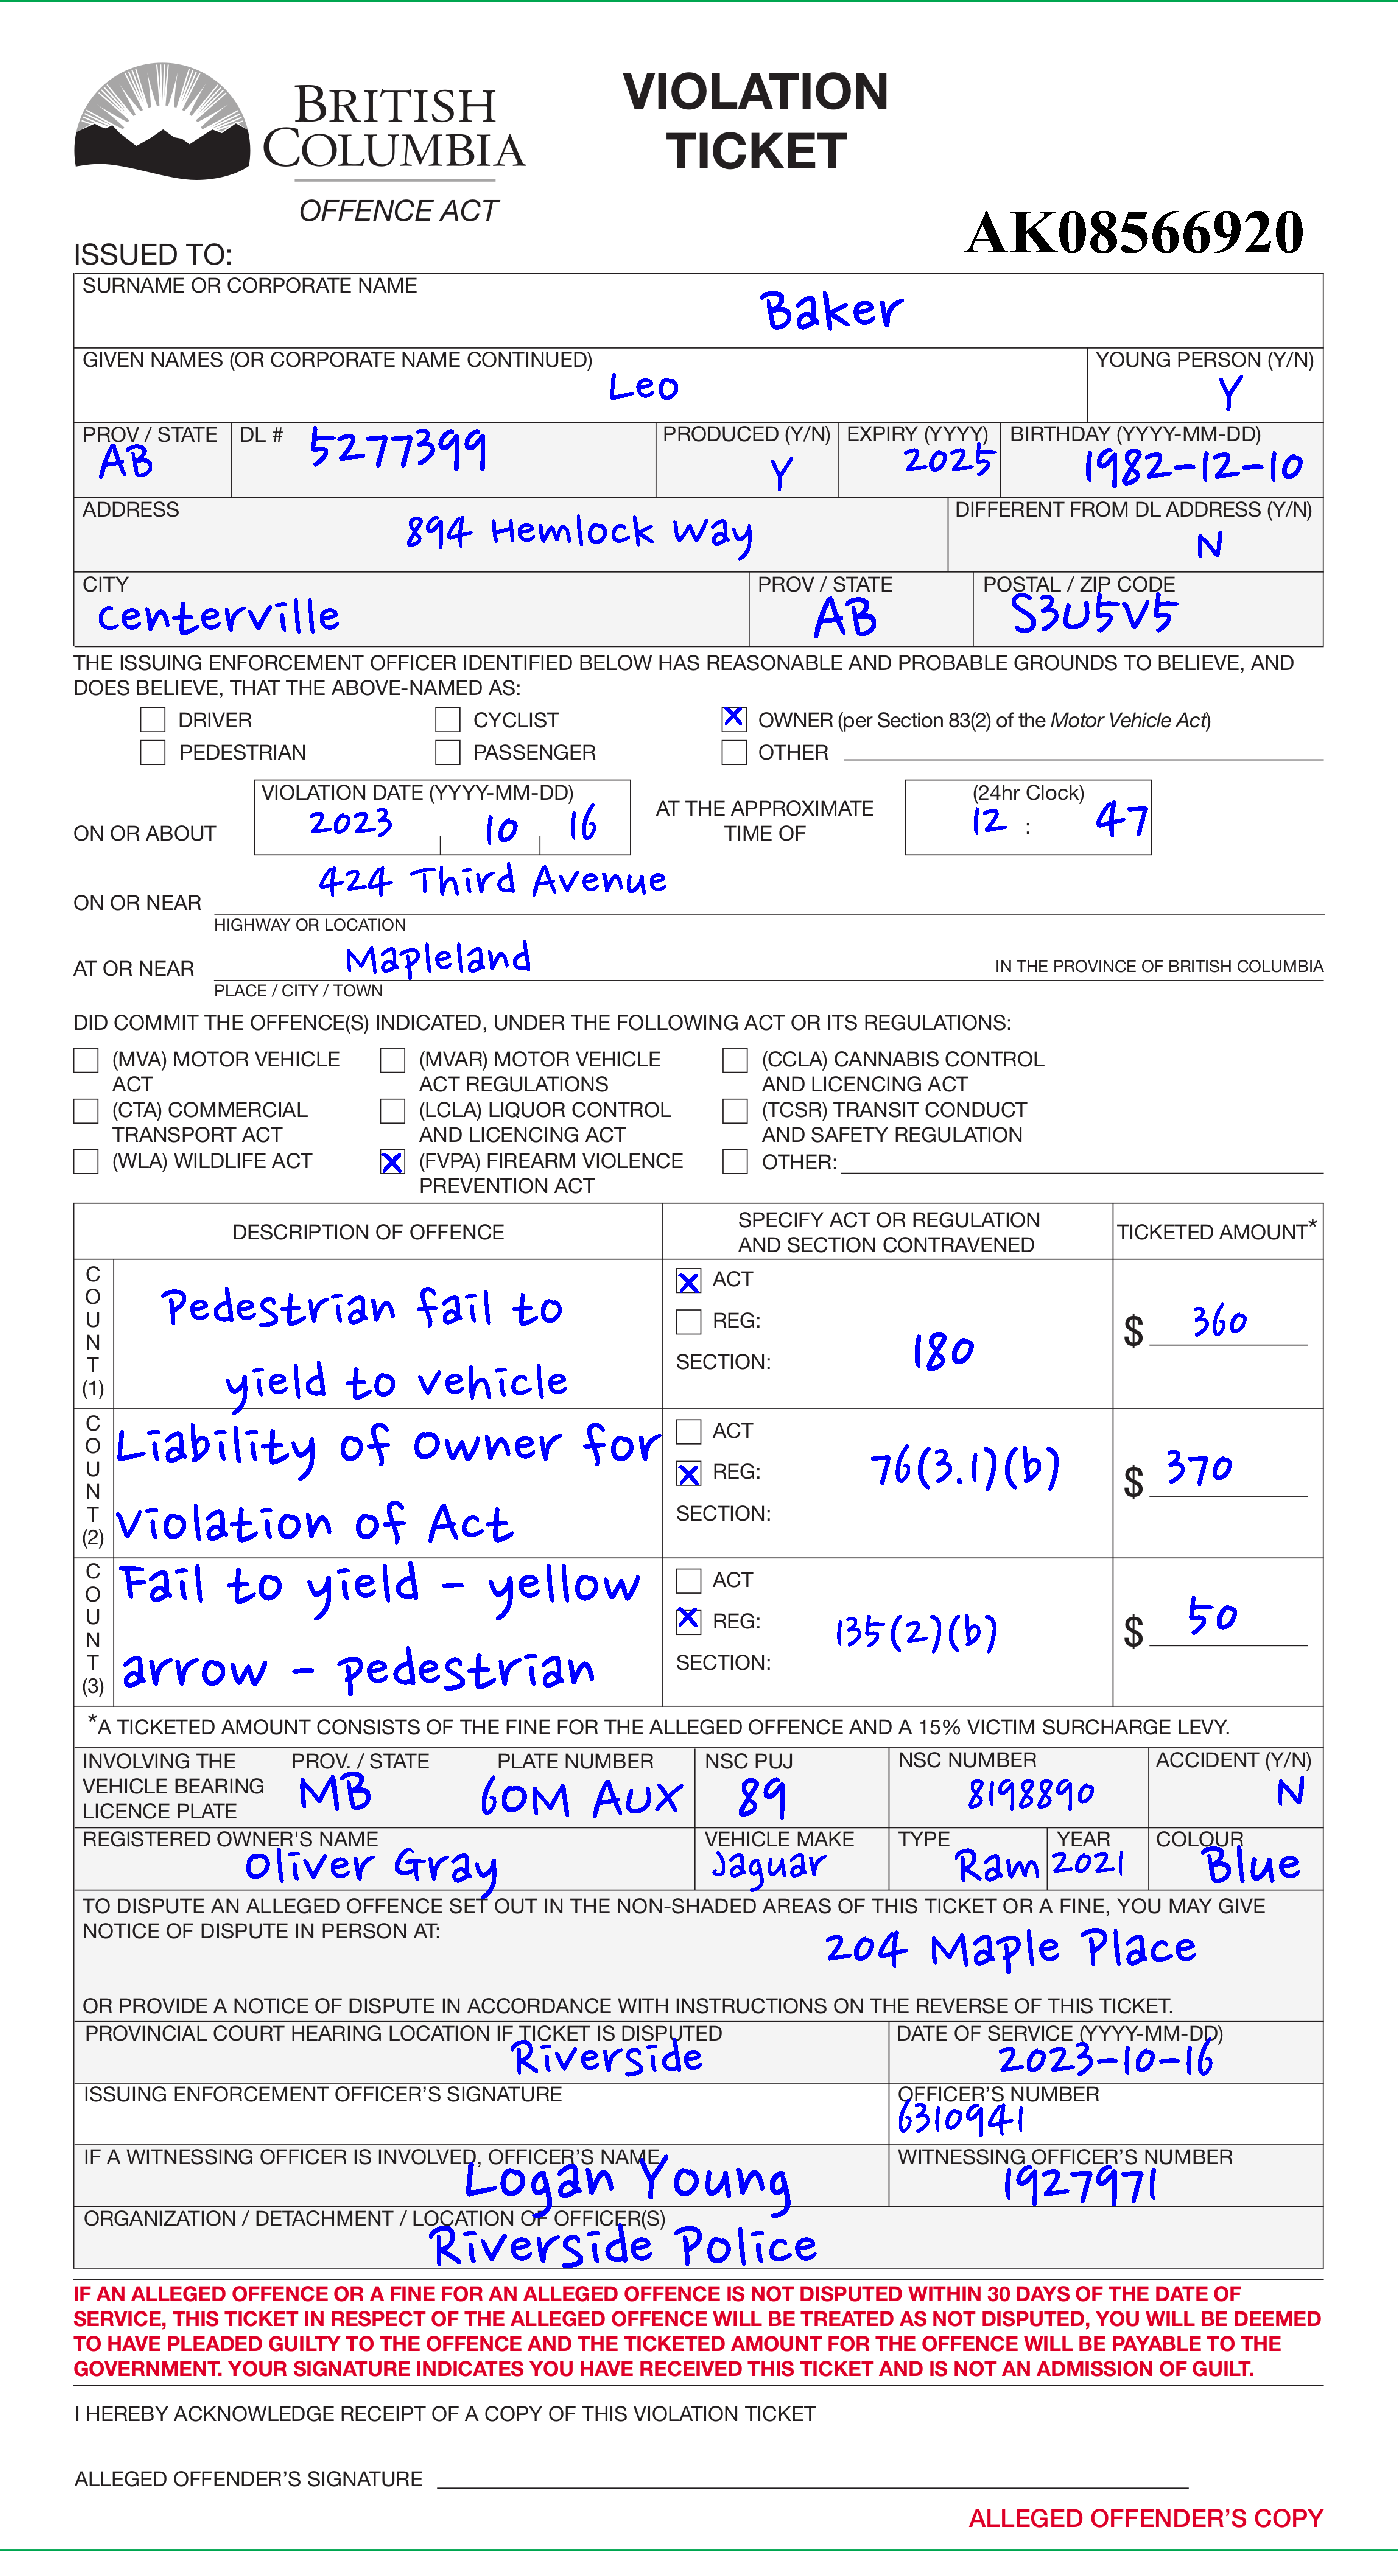 BRITISH
COLUMBIA
OFFENCE ACT
VIOLATION
TICKET
AK08566920
ISSUED TO:
SURNAME OR CORPORATE NAME
Baker
GIVEN NAMES (OR CORPORATE NAME CONTINUED)
Leo
YOUNG PERSON (Y/N)
Y
PROV / STATE
AB
DL #
5277399
PRODUCED (Y/N)
Y
EXPIRY (YYYY)
2025
BIRTHDAY (YYYY-MM-DD)
1982-12-10
ADDRESS
894 Hemlock Way
DIFFERENT FROM DL ADDRESS (Y/N)
N
CITY
Centerville
PROV / STATE
AB
POSTAL / ZIP CODE
S3U5V5
THE ISSUING ENFORCEMENT OFFICER IDENTIFIED BELOW HAS REASONABLE AND PROBABLE GROUNDS TO BELIEVE, AND
DOES BELIEVE, THAT THE ABOVE-NAMED AS:
DRIVER
CYCLIST
X OWNER (per Section 83(2) of the Motor Vehicle Act)
PEDESTRIAN
PASSENGER
OTHER
ON OR ABOUT
VIOLATION DATE (YYYY-MM-DD)
2023 10 16
AT THE APPROXIMATE
TIME OF
(24hr Clock)
12 : 47
ON OR NEAR
424 Third Avenue
HIGHWAY OR LOCATION
AT OR NEAR
Mapleland
IN THE PROVINCE OF BRITISH COLUMBIA
PLACE / CITY / TOWN
DID COMMIT THE OFFENCE(S) INDICATED, UNDER THE FOLLOWING ACT OR ITS REGULATIONS:
(MVA) MOTOR VEHICLE
ACT
(MVAR) MOTOR VEHICLE
ACT REGULATIONS
(CCLA) CANNABIS CONTROL
AND LICENCING ACT
(CTA) COMMERCIAL
TRANSPORT ACT
(LCLA) LIQUOR CONTROL
AND LICENCING ACT
(TCSR) TRANSIT CONDUCT
AND SAFETY REGULATION
(WLA) WILDLIFE ACT
X (FVPA) FIREARM VIOLENCE
PREVENTION ACT
OTHER:
DESCRIPTION OF OFFENCE
SPECIFY ACT OR REGULATION
AND SECTION CONTRAVENED
TICKETED AMOUNT*
COUNT (1)
Pedestrian fail to
yield to vehicle
X ACT
REG:
SECTION:
180
$ 360
COUNT (2)
Liability of owner for
violation of Act
ACT
X REG:
SECTION:
76(3.1)(b)
$ 370
COUNT (3)
Fail to yield - yellow
arrow - pedestrian
ACT
X REG:
SECTION:
135(2)(b)
$ 50
*A TICKETED AMOUNT CONSISTS OF THE FINE FOR THE ALLEGED OFFENCE AND A 15% VICTIM SURCHARGE LEVY.
INVOLVING THE
VEHICLE BEARING
LICENCE PLATE
PROV. / STATE
MB
PLATE NUMBER
60M AUX
NSC PUJ
89
NSC NUMBER
8198890
ACCIDENT (Y/N)
N
REGISTERED OWNER'S NAME
Oliver Gray
VEHICLE MAKE
Jaguar
TYPE
Ram
YEAR
2021
COLOUR
Blue
TO DISPUTE AN ALLEGED OFFENCE SET OUT IN THE NON-SHADED AREAS OF THIS TICKET OR A FINE, YOU MAY GIVE
NOTICE OF DISPUTE IN PERSON AT:
204 Maple Place
OR PROVIDE A NOTICE OF DISPUTE IN ACCORDANCE WITH INSTRUCTIONS ON THE REVERSE OF THIS TICKET.
PROVINCIAL COURT HEARING LOCATION IF TICKET IS DISPUTED
Riverside
DATE OF SERVICE (YYYY-MM-DD)
2023-10-16
ISSUING ENFORCEMENT OFFICER'S SIGNATURE
OFFICER'S NUMBER
6310941
IF A WITNESSING OFFICER IS INVOLVED, OFFICER'S NAME
Logan Young
WITNESSING OFFICER'S NUMBER
1927971
ORGANIZATION / DETACHMENT / LOCATION OF OFFICER(S)
Riverside Police
IF AN ALLEGED OFFENCE OR A FINE FOR AN ALLEGED OFFENCE IS NOT DISPUTED WITHIN 30 DAYS OF THE DATE OF
SERVICE, THIS TICKET IN RESPECT OF THE ALLEGED OFFENCE WILL BE TREATED AS NOT DISPUTED, YOU WILL BE DEEMED
TO HAVE PLEADED GUILTY TO THE OFFENCE AND THE TICKETED AMOUNT FOR THE OFFENCE WILL BE PAYABLE TO THE
GOVERNMENT. YOUR SIGNATURE INDICATES YOU HAVE RECEIVED THIS TICKET AND IS NOT AN ADMISSION OF GUILT.
I HEREBY ACKNOWLEDGE RECEIPT OF A COPY OF THIS VIOLATION TICKET
ALLEGED OFFENDER'S SIGNATURE
ALLEGED OFFENDER'S COPY